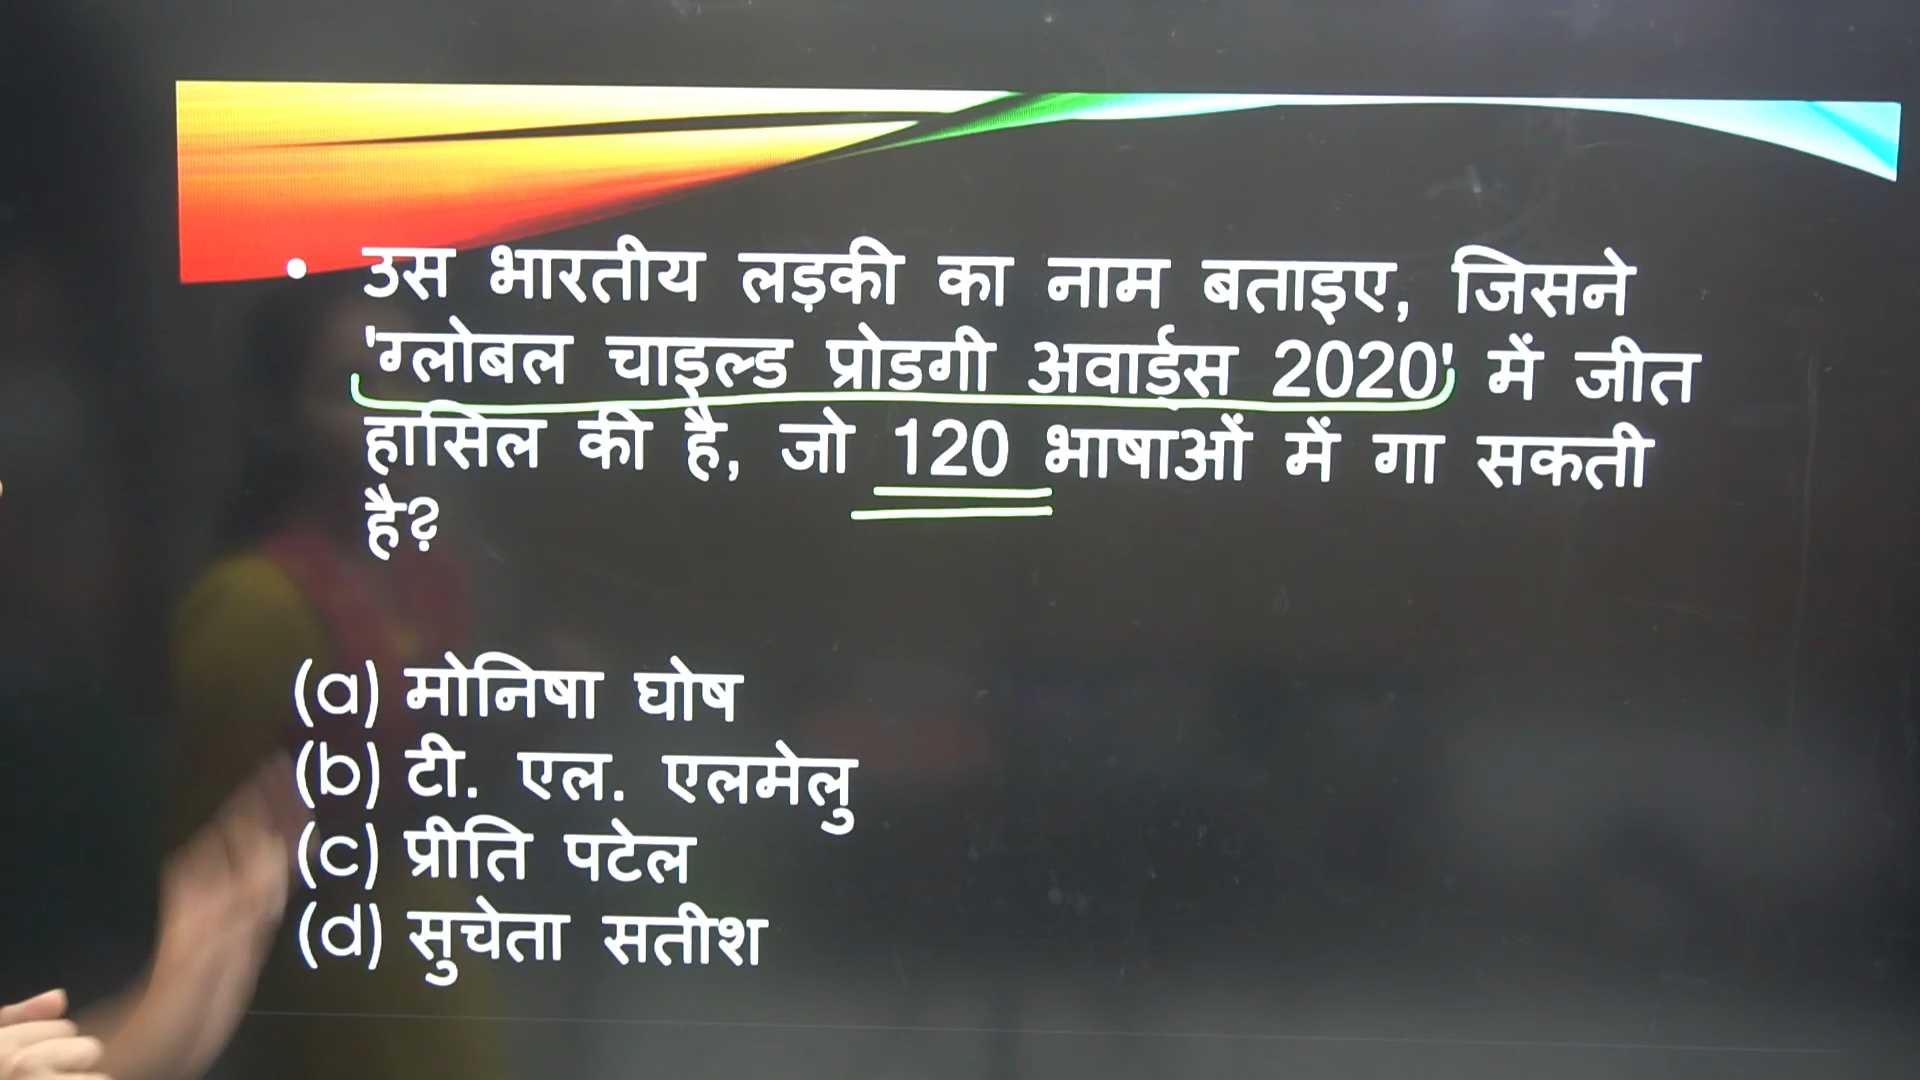 • उस भारतीय लड़की का नाम बताइए, जिसने
'ग्लोबल चाइल्ड प्रोडगी अवार्ड्स 2020' में जीत
हासिल की है, जो 120 भाषाओं में गा सकती
है?
(a) मोनिषा घोष
(b) टी. एल. एलमेलु
(c) प्रीति पटेल
(d) सुचेता सतीश